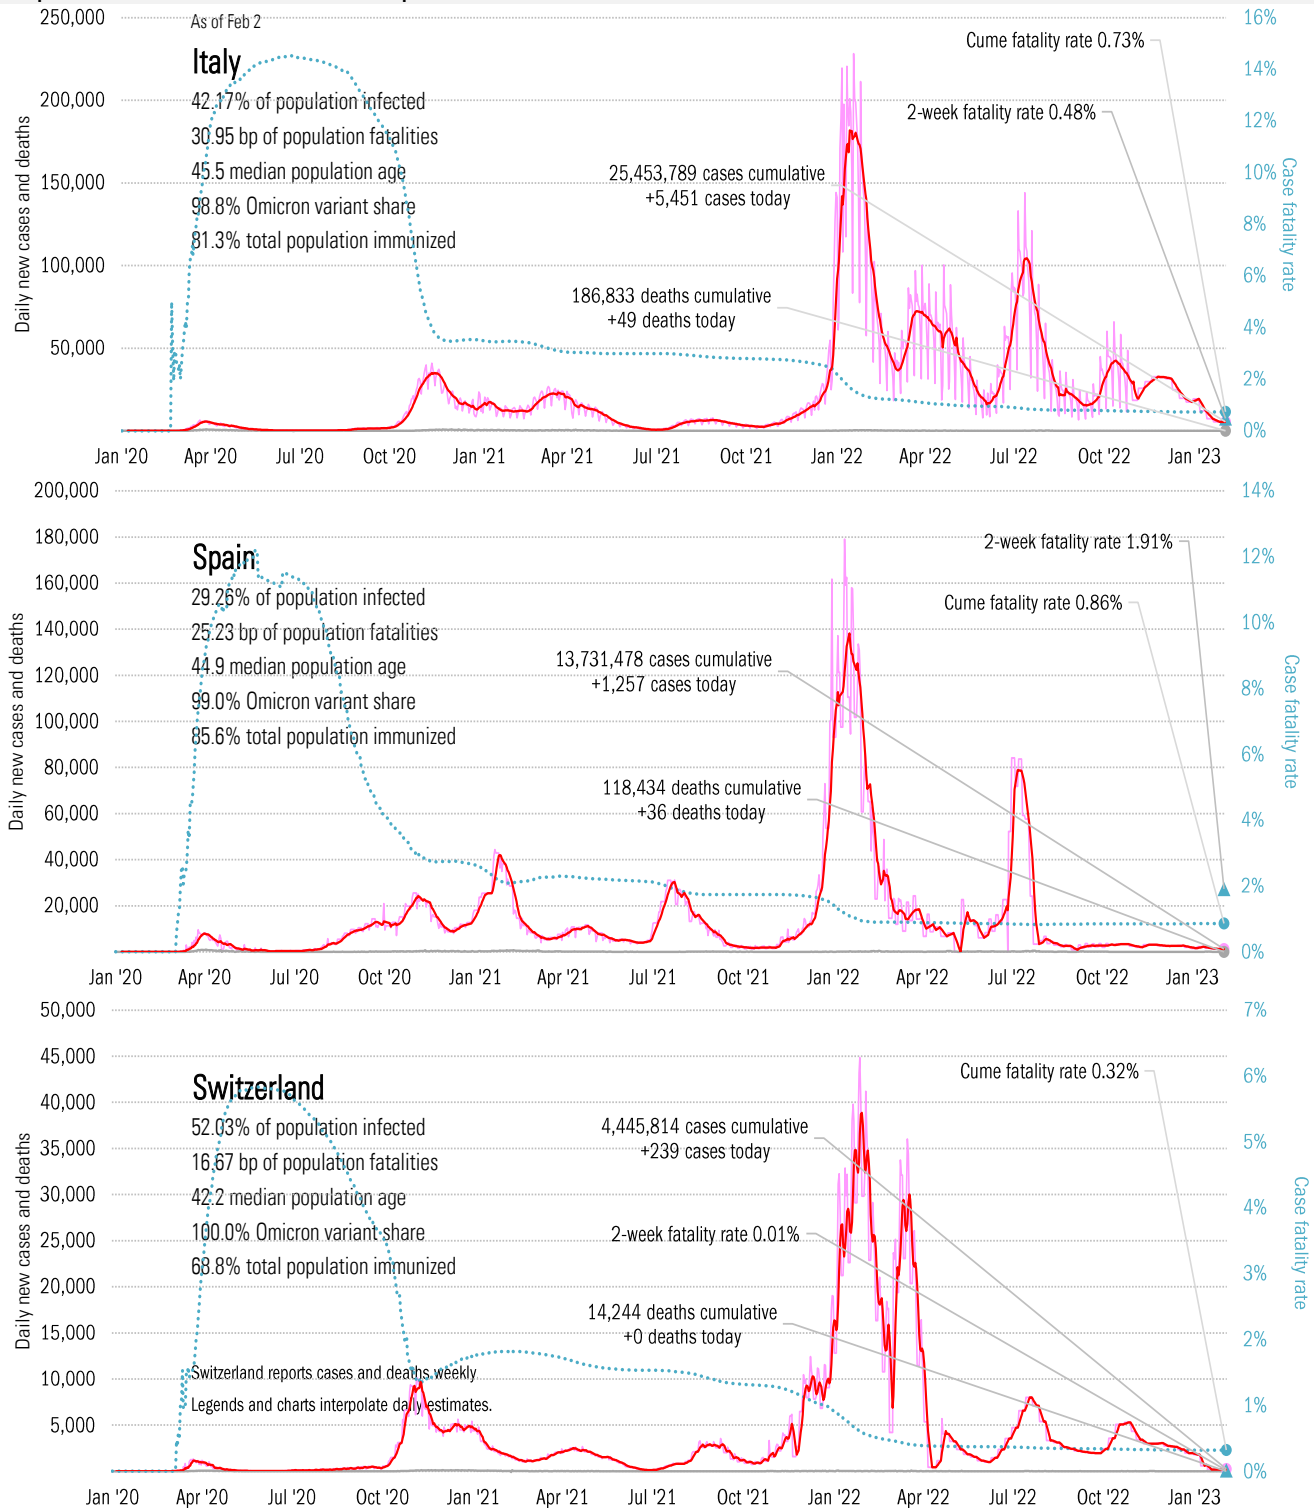 250,000
As of Feb 2
16%
Italy
Cume fatality rate 0.73%
14%
200,000
42.17% of population infected
2-week fatality rate 0.48%
12%
30.95 bp of population fatalities
150,000
45.5 median population age
25,453,789 cases cumulative
+5,451 cases today
10%
98.8% Omicron variant share
8%
81.3% total population immunized
100,000
6%
186,833 deaths cumulative
+49 deaths today
4%
50,000
2%
0%
Daily new cases and deaths
Case fatality rate
Jan '20 Apr '20 Jul '20 Oct '20 Jan '21 Apr '21 Jul '21 Oct '21 Jan '22 Apr '22 Jul '22 Oct '22 Jan '23
200,000
14%
180,000
2-week fatality rate 1.91%
Spain
12%
160,000
29.26% of population infected
Cume fatality rate 0.86%
10%
140,000
25.23 bp of population fatalities
44.9 median population age
13,731,478 cases cumulative
+1,257 cases today
120,000
8%
99.0% Omicron variant share
100,000
85.6% total population immunized
6%
80,000
118,434 deaths cumulative
+36 deaths today
60,000
4%
40,000
2%
20,000
0%
Daily new cases and deaths
Case fatality rate
Jan '20 Apr '20 Jul '20 Oct '20 Jan '21 Apr '21 Jul '21 Oct '21 Jan '22 Apr '22 Jul '22 Oct '22 Jan '23
50,000
7%
45,000
Cume fatality rate 0.32%
6%
Switzerland
40,000
52.03% of population infected
4,445,814 cases cumulative
+239 cases today
5%
35,000
16.67 bp of population fatalities
30,000
42.2 median population age
4%
25,000
100.0% Omicron variant share
2-week fatality rate 0.01%
68.8% total population immunized
3%
20,000
14,244 deaths cumulative
+0 deaths today
15,000
2%
10,000
Switzerland reports cases and deaths weekly
Legends and charts interpolate daily estimates.
1%
5,000
0%
Daily new cases and deaths
Case fatality rate
Jan '20 Apr '20 Jul '20 Oct '20 Jan '21 Apr '21 Jul '21 Oct '21 Jan '22 Apr '22 Jul '22 Oct '22 Jan '23